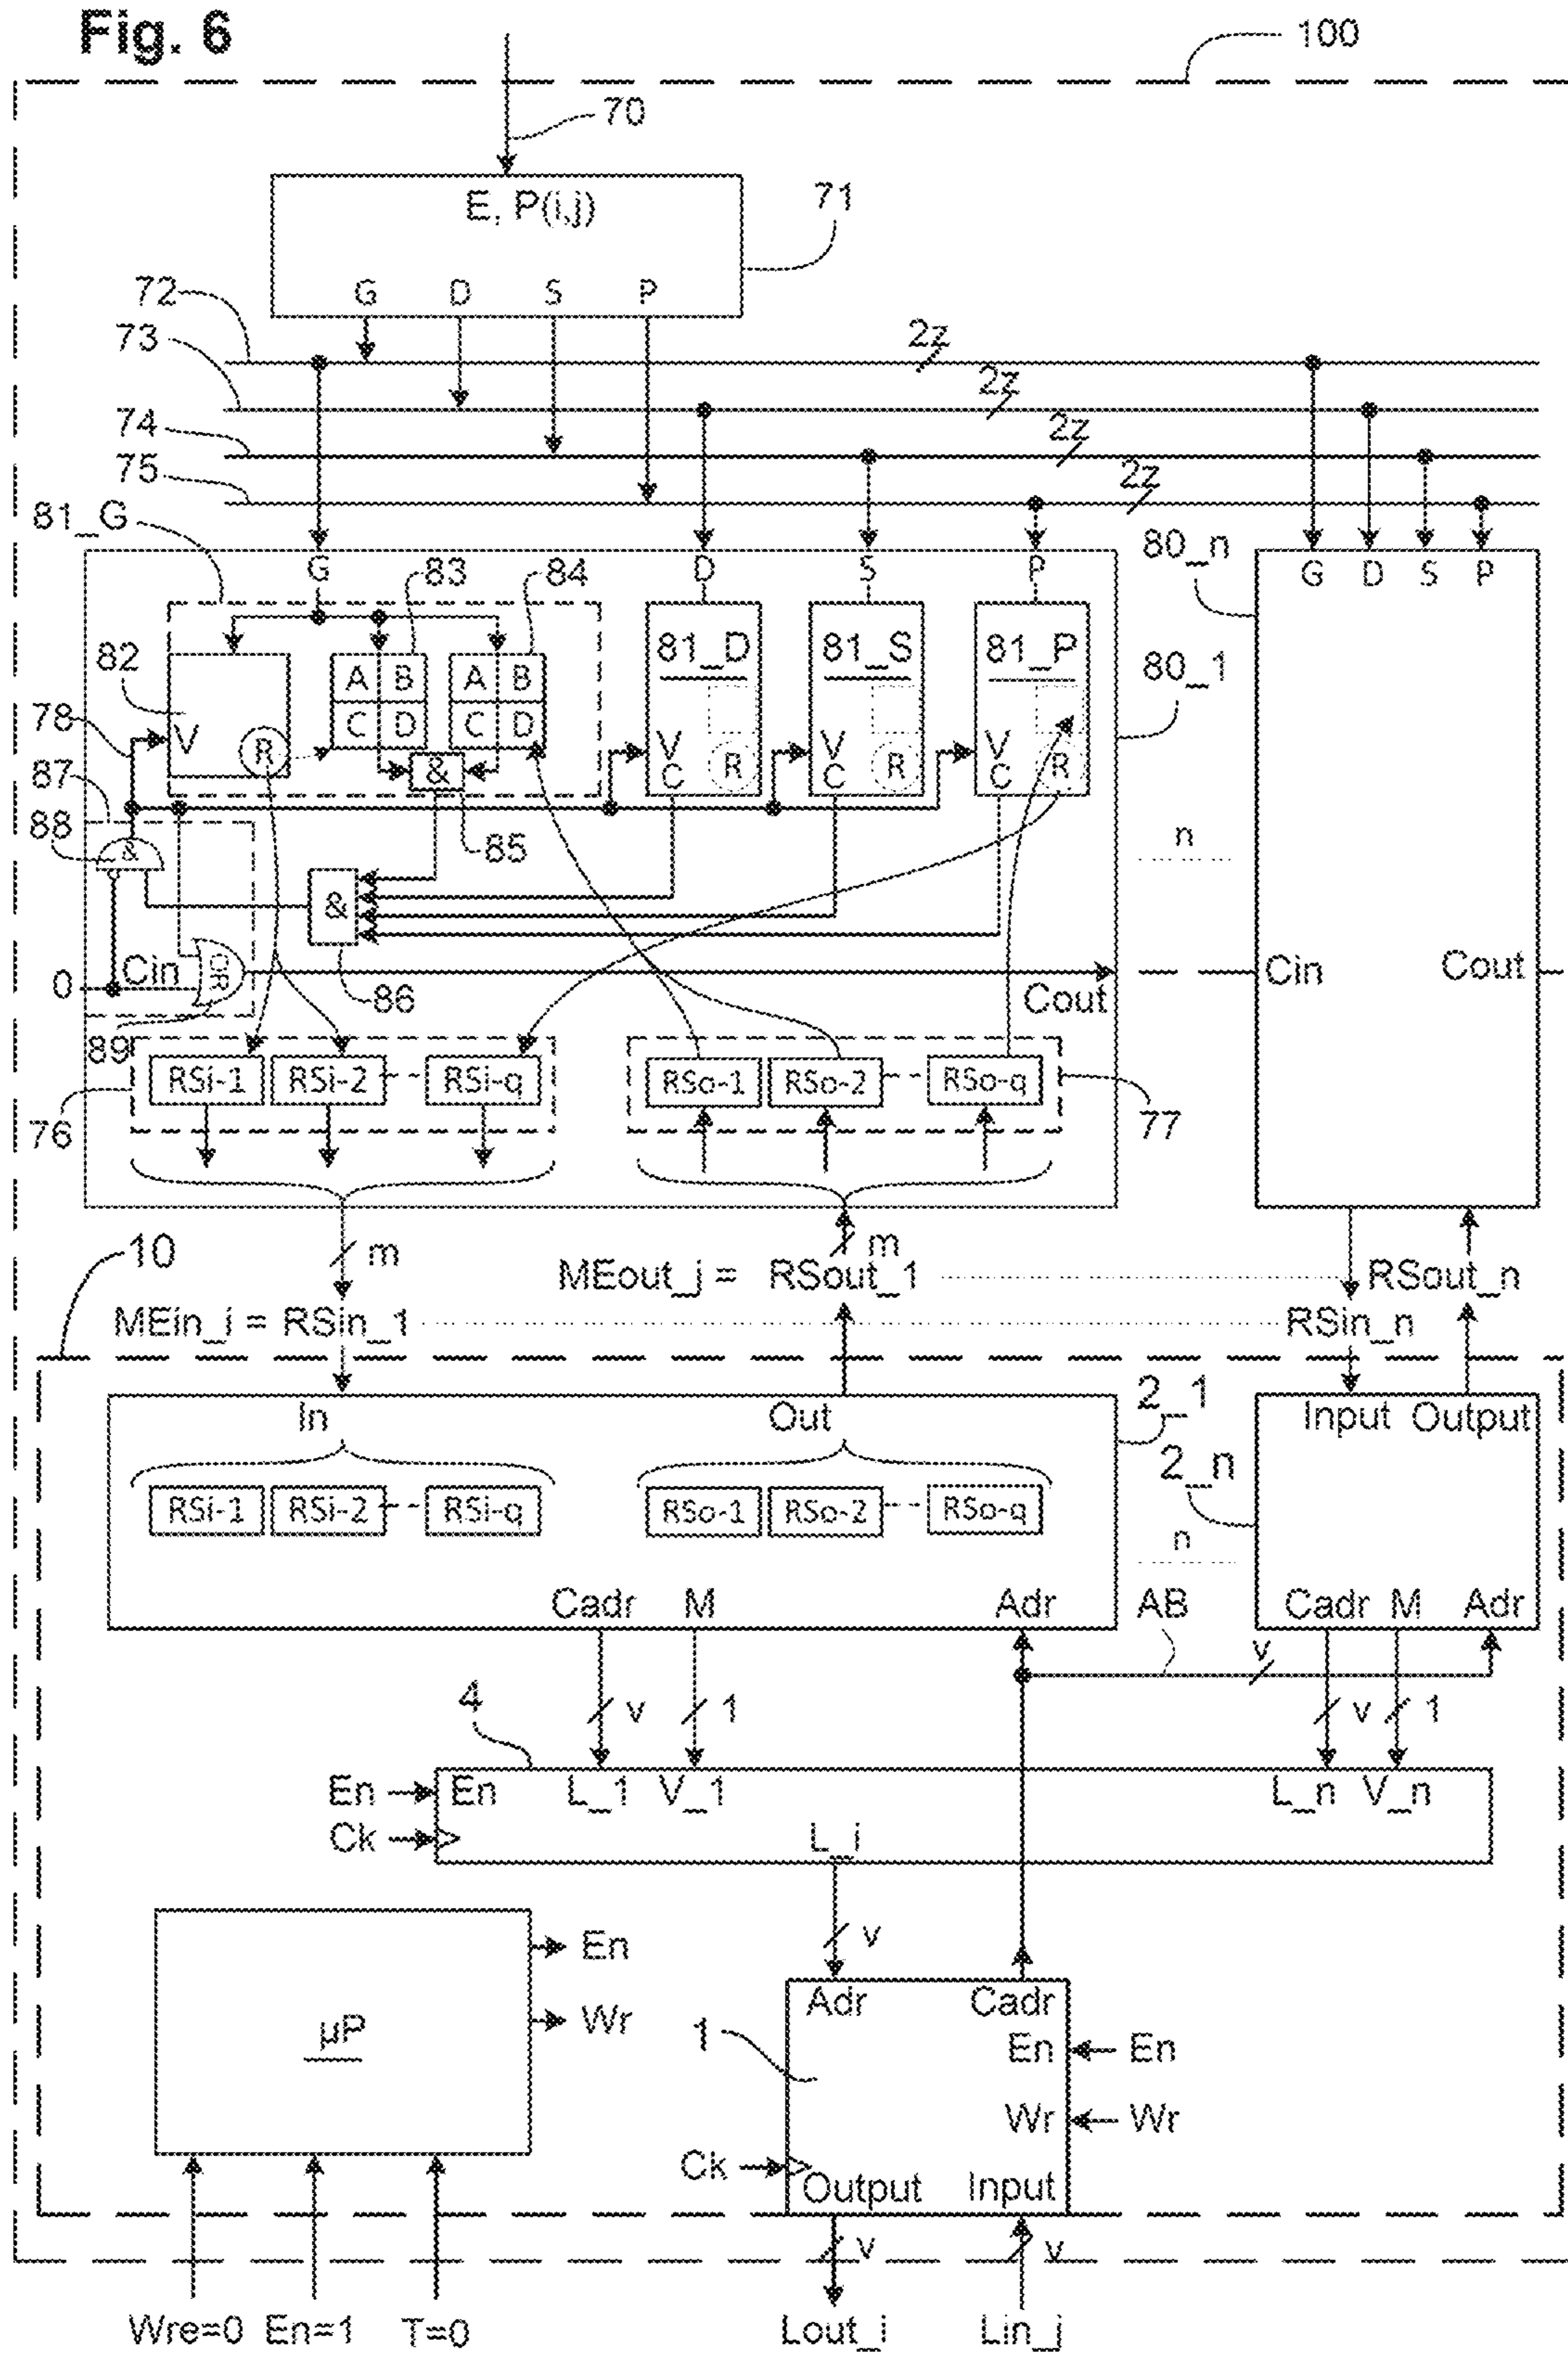 Fig. 6
100
70
E, P(i,j)
71
G D S P
72
2z
73
2z
74
2z
75
2z
81_G
80_n
G
83
84
D
S
P
G D S P
82
81_D
81_S
81_P
80_1
A B
A B
C D
C D
78
V
R
V
R
V
R
V
R
&
C
C
C
87
88
&
85
n
&
0
Cin
OR
86
Cout
Cin
Cout
89
RSi-1
RSi-2
RSi-q
RSo-1
RSo-2
RSo-q
76
77
10
m
m
MEout_j = RSout_1
RSout_n
MEin_i = RSin_1
RSin_n
In
Out
2_1
Input Output
2_n
RSi-1
RSi-2
RSi-q
RSo-1
RSo-2
RSo-q
n
Cadr
M
Adr
AB
Cadr M Adr
v
4
v
1
v
1
En
En
L_1
V_1
L_n
V_n
Ck
L_i
v
En
Adr
Cadr
µP
Wr
1
En
En
Wr
Wr
Ck
Output
Input
v
v
Wre=0
En=1
T=0
Lout_i
Lin_j